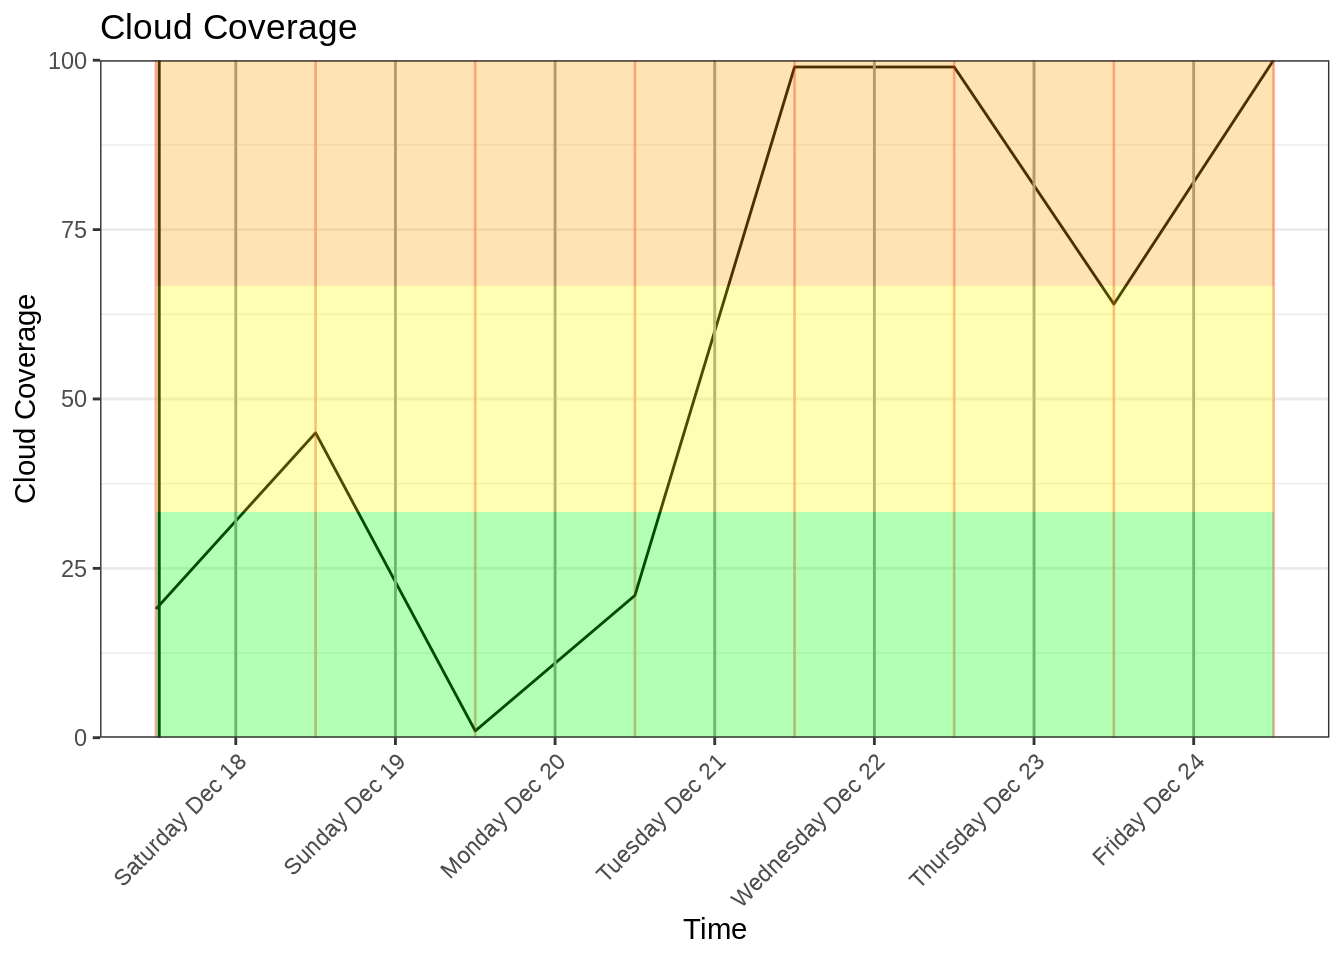 Cloud Coverage
100
75
50
25
0
Cloud Coverage
Saturday Dec 18
Sunday Dec 19
Monday Dec 20
Tuesday Dec 21
Wednesday Dec 22
Thursday Dec 23
Friday Dec 24
Time